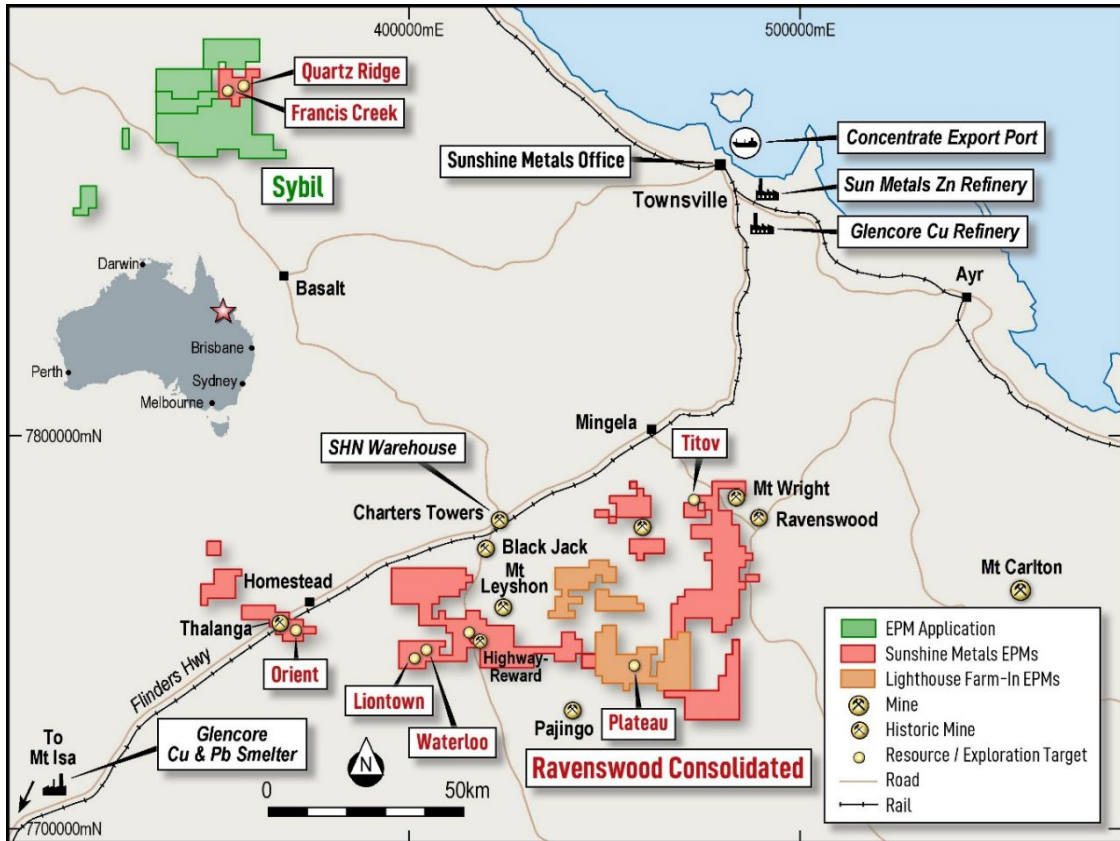 400000mE
500000mE
Quartz Ridge
Francis Creek
Sybil
Sunshine Metals Office
Concentrate Export Port
Townsville
Sun Metals Zn Refinery
Glencore Cu Refinery
Ayr
Basalt
Darwin
Brisbane
Perth
Sydney
Melbourne
7800000mN
Mingela
SHN Warehouse
Titov
Mt Wright
Charters Towers
Ravenswood
Black Jack
Mt
Leyshon
Mt Carlton
Homestead
Thalanga
Flinders Hwy
Orient
Highway-
Reward
Liontown
Waterloo
Pajingo
Plateau
Ravenswood Consolidated
To
Mt Isa
Glencore
Cu & Pb Smelter
N
0
50km
7700000mN
EPM Application
Sunshine Metals EPMs
Lighthouse Farm-In EPMs
Mine
Historic Mine
Resource / Exploration Target
Road
Rail